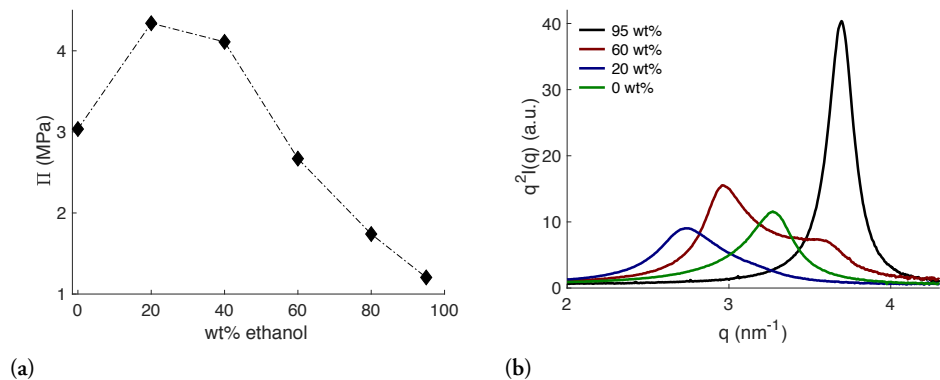 4
3
2
1
Π (MPa)
0
20
40
60
80
100
wt% ethanol
(a)
40
30
20
10
0
q²I(q) (a.u.)
95 wt%
60 wt%
20 wt%
0 wt%
2
3
4
q (nm⁻¹)
(b)